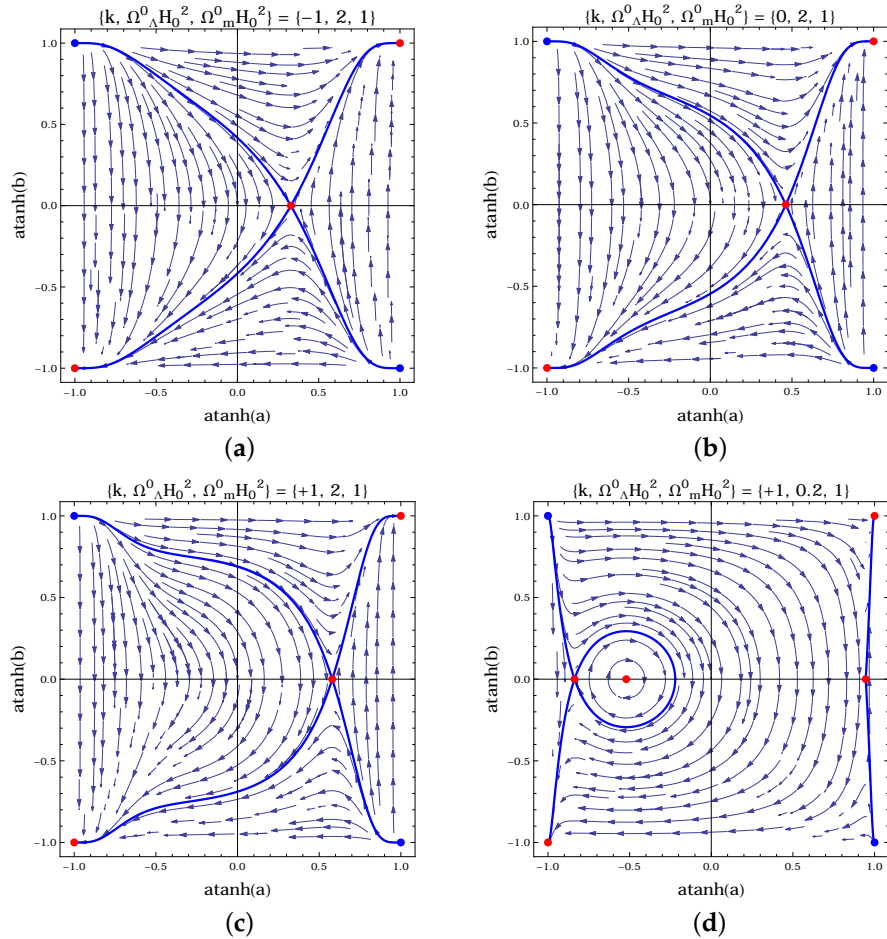 {k, Ω⁰_ΛH₀², Ω⁰_mH₀²} = {−1, 2, 1}
1.0
0.5
0.0
−0.5
−1.0
atanh(b)
−1.0 −0.5 0.0 0.5 1.0
atanh(a)
(a)
{k, Ω⁰_ΛH₀², Ω⁰_mH₀²} = {0, 2, 1}
1.0
0.5
0.0
−0.5
−1.0
atanh(b)
−1.0 −0.5 0.0 0.5 1.0
atanh(a)
(b)
{k, Ω⁰_ΛH₀², Ω⁰_mH₀²} = {+1, 2, 1}
1.0
0.5
0.0
−0.5
−1.0
atanh(b)
−1.0 −0.5 0.0 0.5 1.0
atanh(a)
(c)
{k, Ω⁰_ΛH₀², Ω⁰_mH₀²} = {+1, 0.2, 1}
1.0
0.5
0.0
−0.5
−1.0
atanh(b)
−1.0 −0.5 0.0 0.5 1.0
atanh(a)
(d)